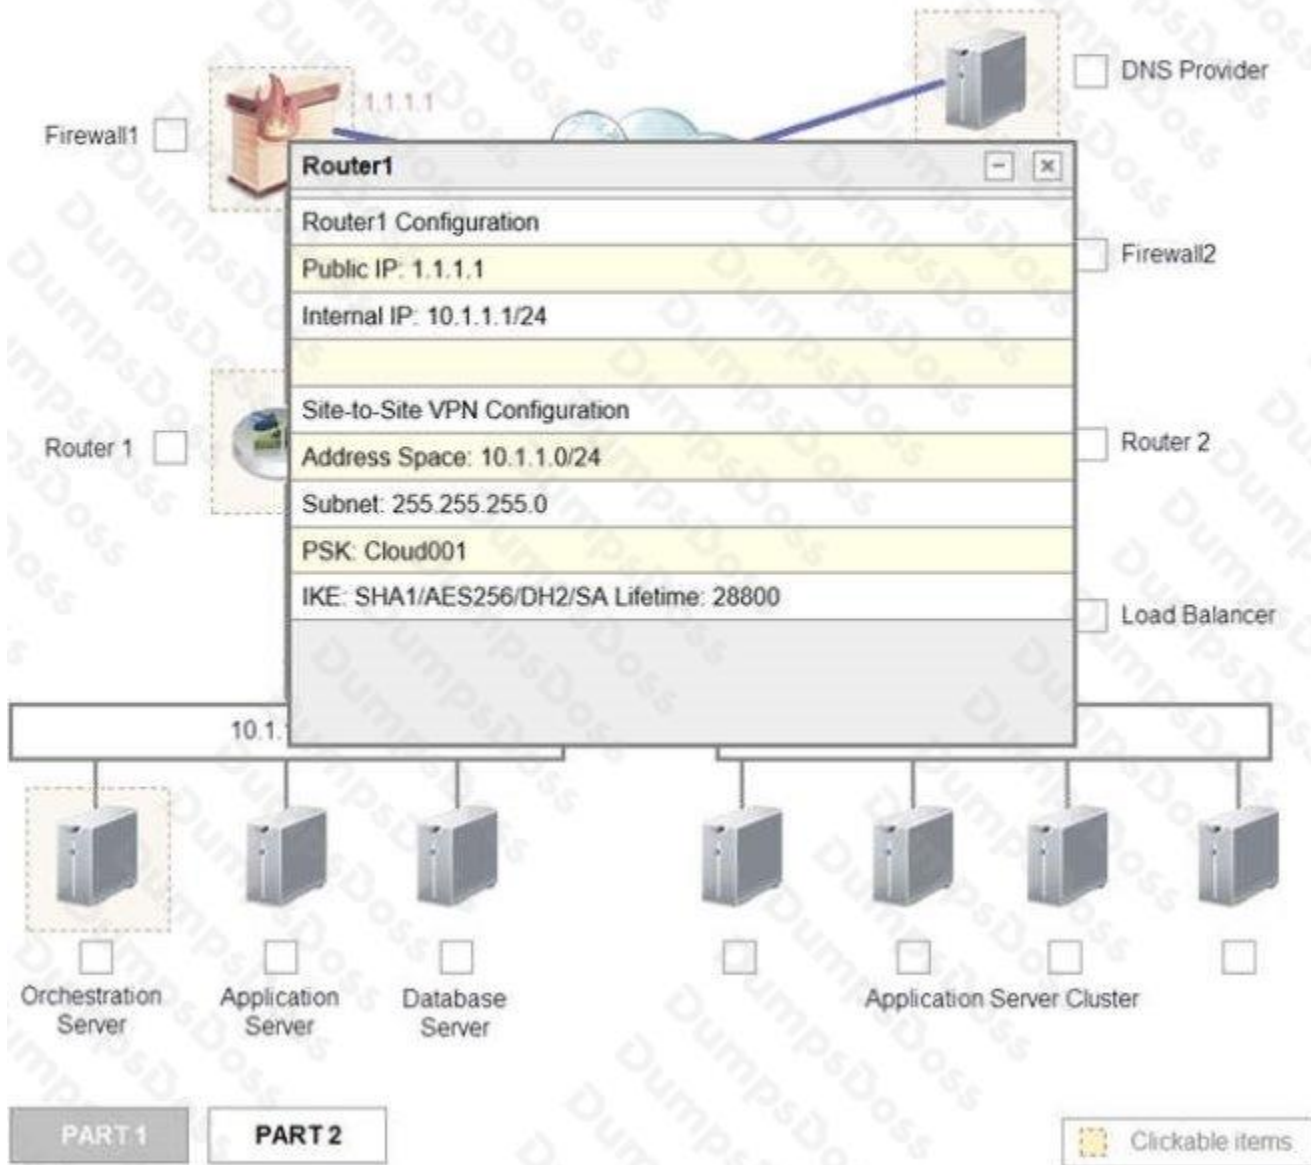 DNS Provider
1.1.1.1
Firewall1
Router1
Router1 Configuration
Public IP: 1.1.1.1
Firewall2
Internal IP: 10.1.1.1/24
Site-to-Site VPN Configuration
Router 1
Address Space: 10.1.1.0/24
Router 2
Subnet: 255.255.255.0
PSK: Cloud001
IKE: SHA1/AES256/DH2/SA Lifetime: 28800
Load Balancer
10.1.
Orchestration
Server
Application
Server
Database
Server
Application Server Cluster
PART 1
PART 2
Clickable items
DumpsDoss